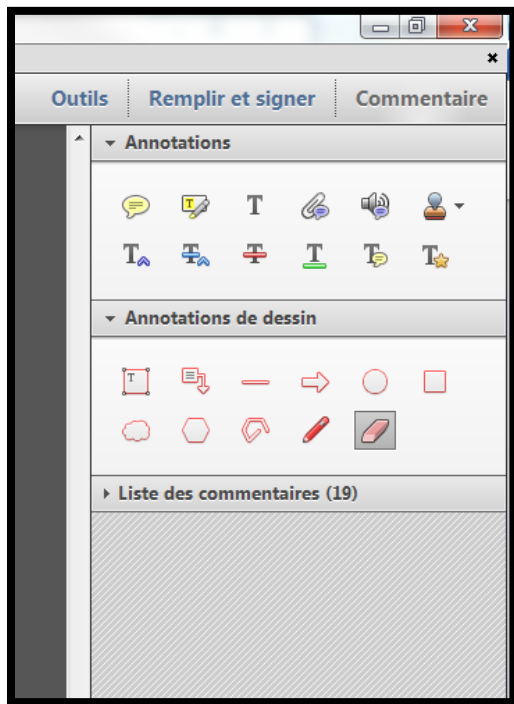 Outils Remplir et signer Commentaire
Annotations
T T
T T T T T T
Annotations de dessin
T
Liste des commentaires (19)